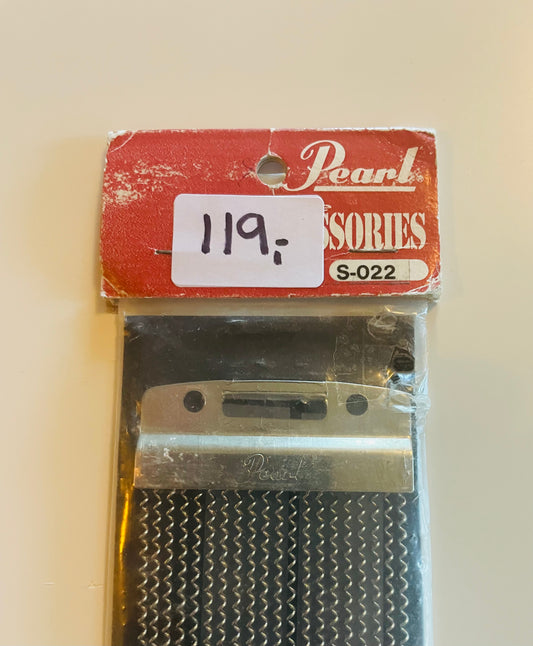 Pearl®
119,-
SSORIES
S-022
Pearl